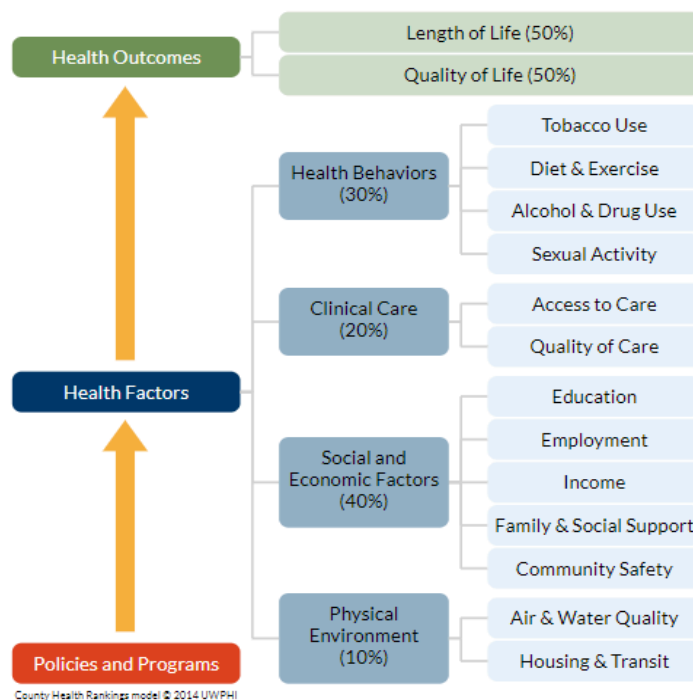 Health Outcomes
Length of Life (50%)
Quality of Life (50%)
Health Behaviors
(30%)
Tobacco Use
Diet & Exercise
Alcohol & Drug Use
Sexual Activity
Clinical Care
(20%)
Access to Care
Quality of Care
Health Factors
Social and
Economic Factors
(40%)
Education
Employment
Income
Family & Social Support
Community Safety
Physical
Environment
(10%)
Air & Water Quality
Housing & Transit
Policies and Programs
County Health Rankings model © 2014 UWPHI